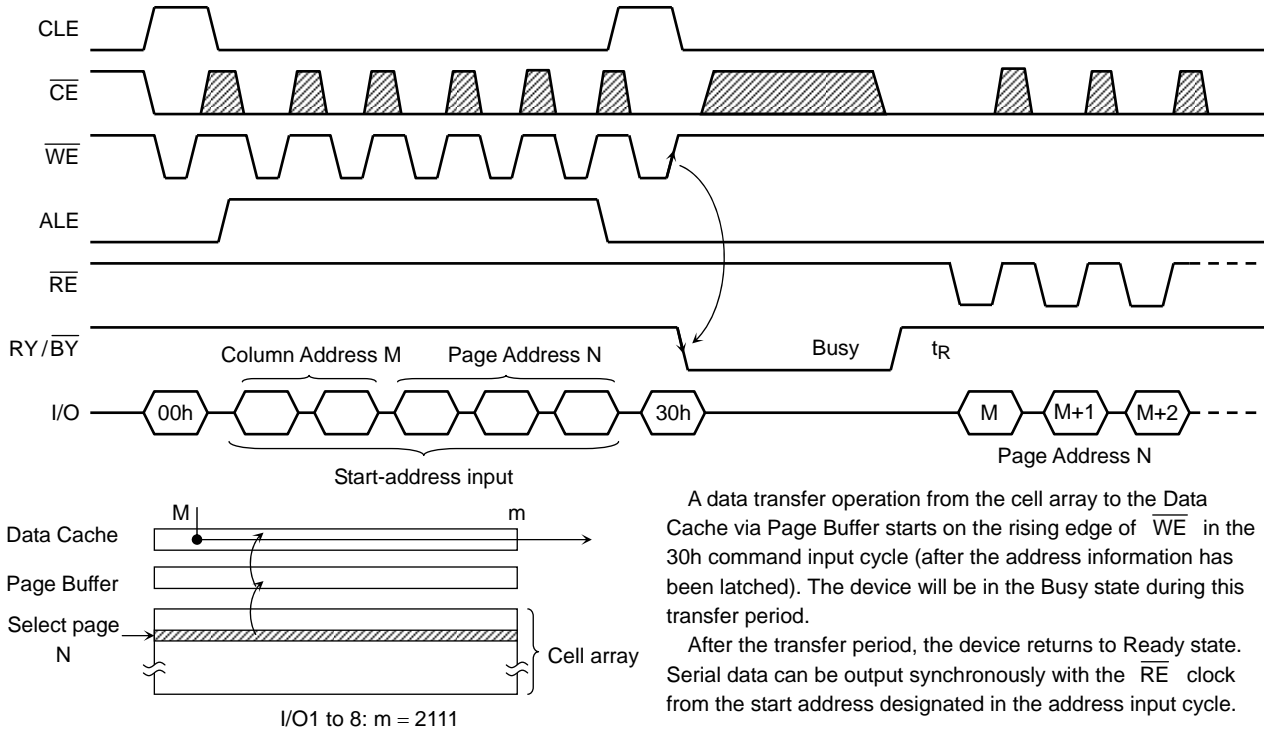 CLE
CE
WE
ALE
RE
RY/BY
Busy
tR
Column Address M
Page Address N
I/O
00h
30h
M
M+1
M+2
Start-address input
Page Address N
M
m
Data Cache
Page Buffer
Select page
N
Cell array
I/O1 to 8: m = 2111
A data transfer operation from the cell array to the Data
Cache via Page Buffer starts on the rising edge of WE in the
30h command input cycle (after the address information has
been latched). The device will be in the Busy state during this
transfer period.
After the transfer period, the device returns to Ready state.
Serial data can be output synchronously with the RE clock
from the start address designated in the address input cycle.